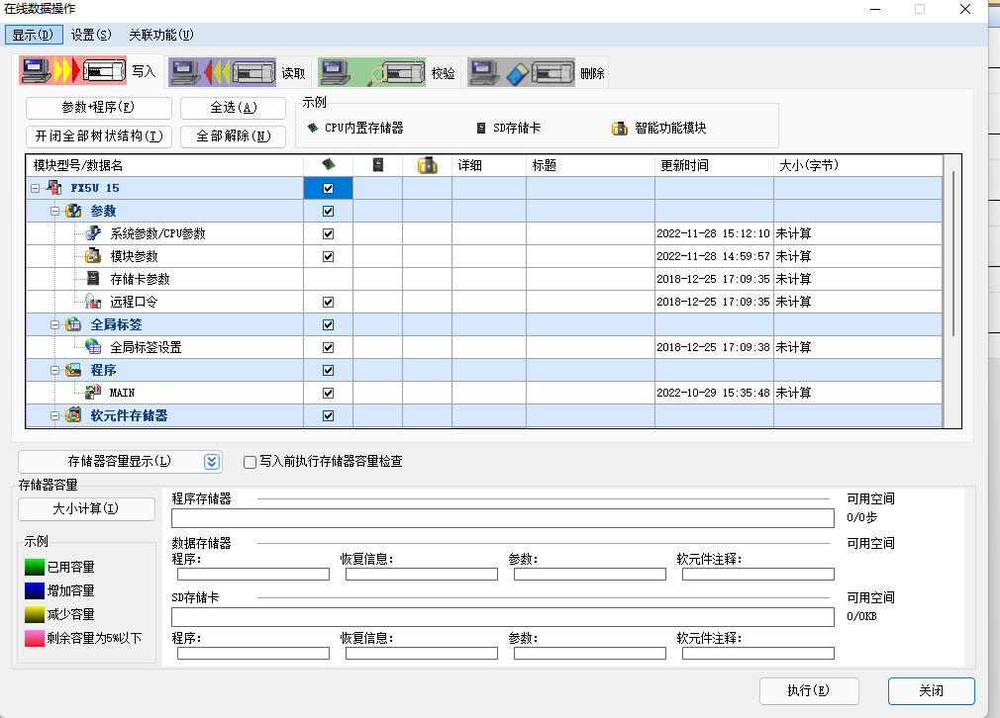 在线数据操作
显示(D) 设置(S) 关联功能(U)
写入 读取 校验 删除
参数+程序(F) 全选(A)
开闭全部树状结构(T) 全部解除(N)
示例
CPU内置存储器 SD存储卡 智能功能模块
模块型号/数据名 详细 标题 更新时间 大小(字节)
FX5U 15
参数
系统参数/CPU参数 2022-11-28 15:12:10 未计算
模块参数 2022-11-28 14:59:57 未计算
存储卡参数 2018-12-25 17:09:35 未计算
远程口令 2018-12-25 17:09:35 未计算
全局标签
全局标签设置 2018-12-25 17:09:38 未计算
程序
MAIN 2022-10-29 15:35:48 未计算
软元件存储器
存储器容量显示(L) 写入前执行存储器容量检查
存储器容量
大小计算(I)
示例
已用容量
增加容量
减少容量
剩余容量为5%以下
程序存储器 可用空间
0/0步
数据存储器 可用空间
程序: 恢复信息: 参数: 软元件注释:
SD存储卡 可用空间
0/0KB
程序: 恢复信息: 参数: 软元件注释:
执行(E) 关闭